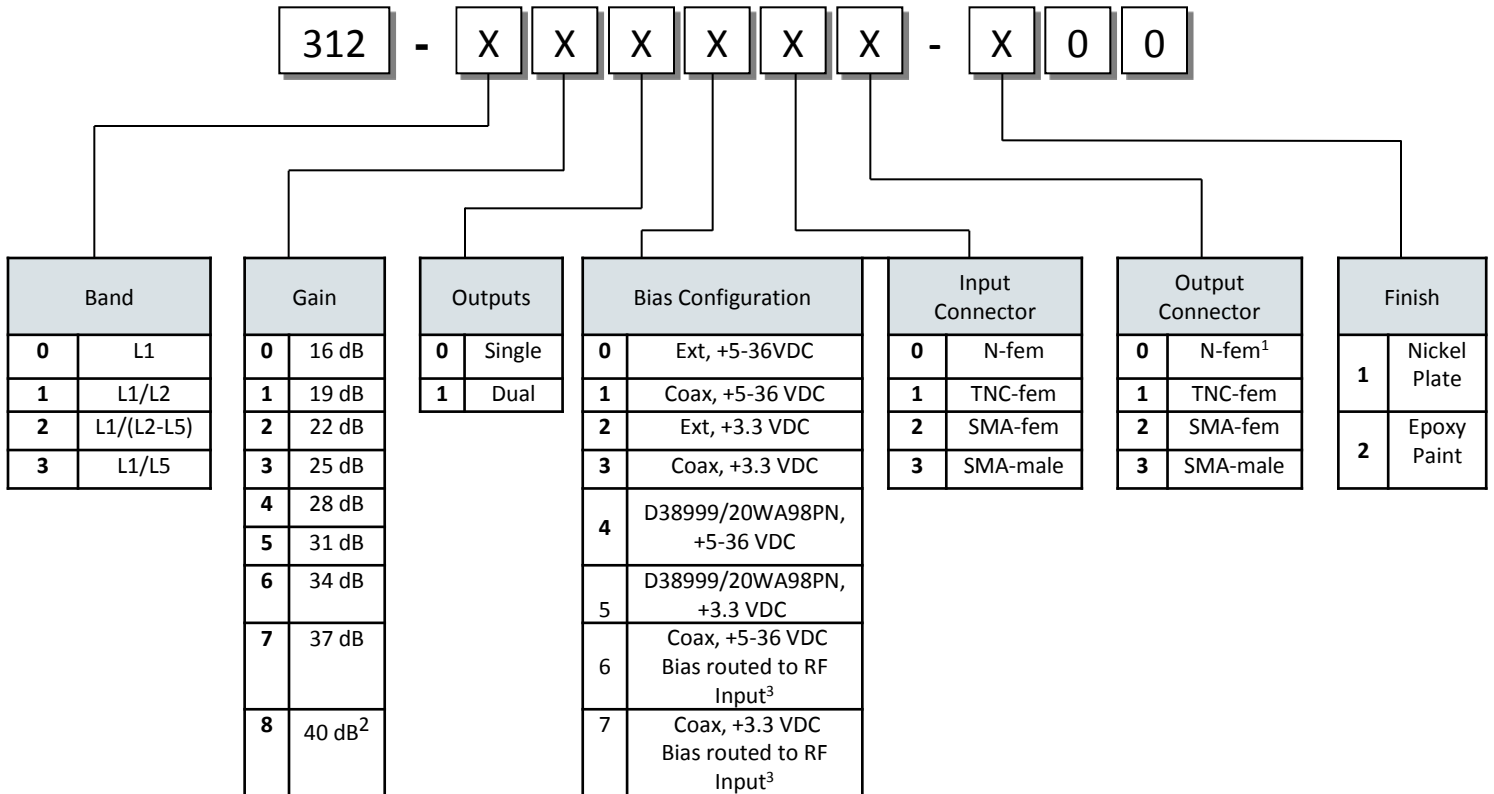 312 - X X X X X X - X 0 0
Band
0 L1
1 L1/L2
2 L1/(L2-L5)
3 L1/L5
Gain
0 16 dB
1 19 dB
2 22 dB
3 25 dB
4 28 dB
5 31 dB
6 34 dB
7 37 dB
8 40 dB2
Outputs
0 Single
1 Dual
Bias Configuration
0 Ext, +5-36VDC
1 Coax, +5-36 VDC
2 Ext, +3.3 VDC
3 Coax, +3.3 VDC
4 D38999/20WA98PN,
+5-36 VDC
5 D38999/20WA98PN,
+3.3 VDC
6 Coax, +5-36 VDC
Bias routed to RF
Input3
7 Coax, +3.3 VDC
Bias routed to RF
Input3
Input
Connector
0 N-fem
1 TNC-fem
2 SMA-fem
3 SMA-male
Output
Connector
0 N-fem1
1 TNC-fem
2 SMA-fem
3 SMA-male
Finish
1 Nickel
Plate
2 Epoxy
Paint